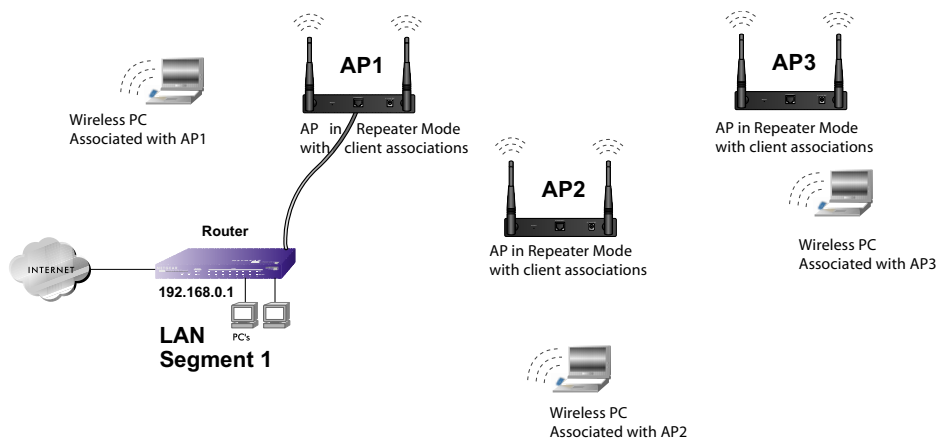 AP1
AP3
Wireless PC
Associated with AP1
AP in Repeater Mode
with client associations
AP in Repeater Mode
with client associations
AP2
Router
AP in Repeater Mode
with client associations
Wireless PC
Associated with AP3
INTERNET
192.168.0.1
LAN
Segment 1
PC's
Wireless PC
Associated with AP2